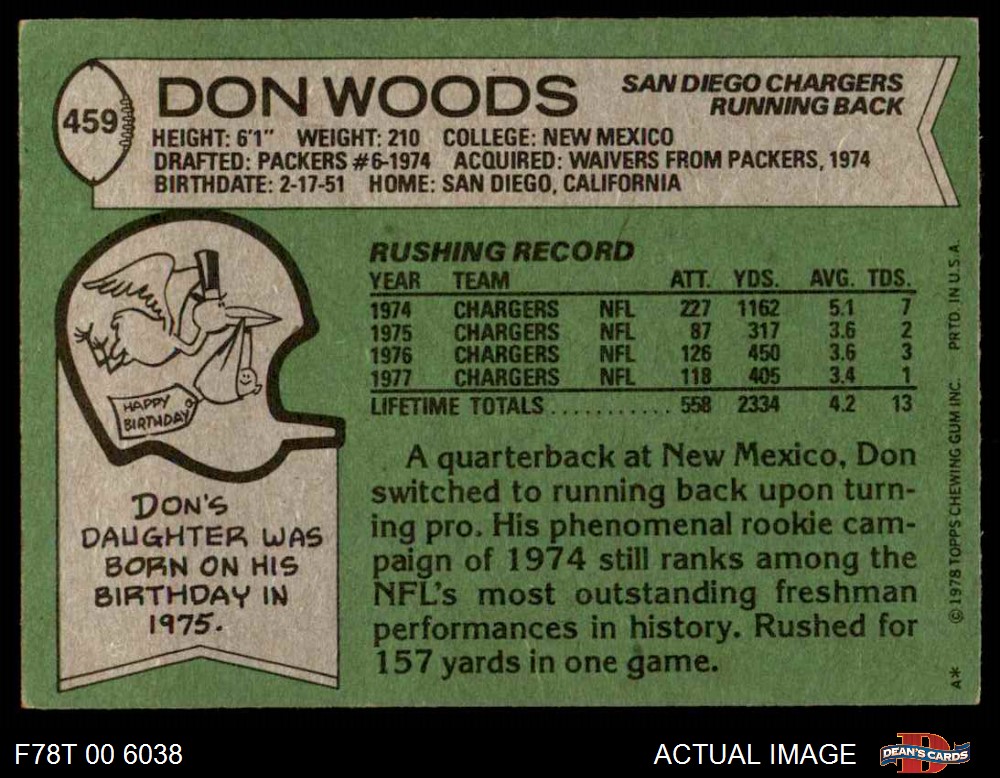 459
DON WOODS
SAN DIEGO CHARGERS
RUNNING BACK
HEIGHT: 6'1" WEIGHT: 210 COLLEGE: NEW MEXICO
DRAFTED: PACKERS #6-1974 ACQUIRED: WAIVERS FROM PACKERS, 1974
BIRTHDATE: 2-17-51 HOME: SAN DIEGO, CALIFORNIA
HAPPY
BIRTHDAY
DON'S
DAUGHTER WAS
BORN ON HIS
BIRTHDAY IN
1975.
RUSHING RECORD
YEAR TEAM ATT. YDS. AVG. TDS.
1974 CHARGERS NFL 227 1162 5.1 7
1975 CHARGERS NFL 87 317 3.6 2
1976 CHARGERS NFL 126 450 3.6 3
1977 CHARGERS NFL 118 405 3.4 1
LIFETIME TOTALS........... 558 2334 4.2 13
A quarterback at New Mexico, Don
switched to running back upon turn-
ing pro. His phenomenal rookie cam-
paign of 1974 still ranks among the
NFL's most outstanding freshman
performances in history. Rushed for
157 yards in one game.
A* © 1978 TOPPS CHEWING GUM INC. PRTD. IN U.S.A.
F78T 00 6038
ACTUAL IMAGE
D
DEAN'S CARDS